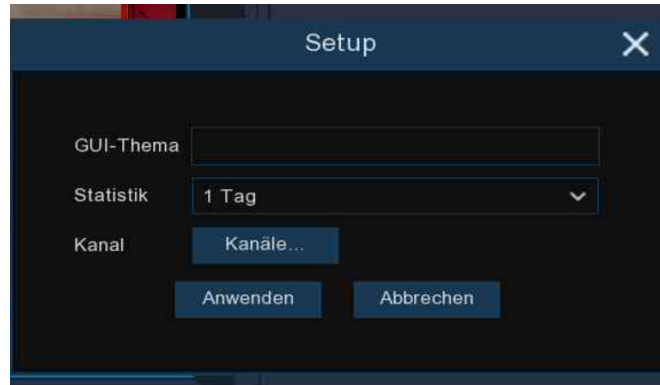 Setup
GUI-Thema
Statistik 1 Tag
Kanal Kanäle...
Anwenden Abbrechen